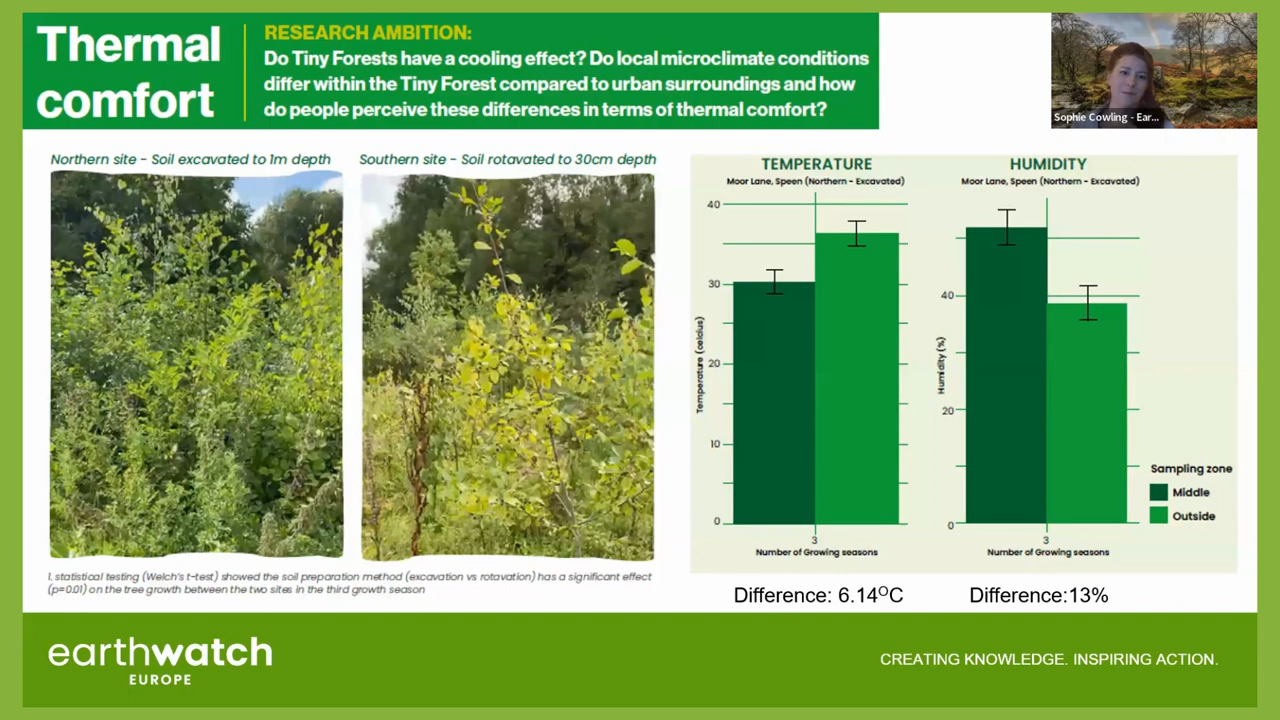 Thermal
comfort
RESEARCH AMBITION:
Do Tiny Forests have a cooling effect? Do local microclimate conditions
differ within the Tiny Forest compared to urban surroundings and how
do people perceive these differences in terms of thermal comfort?
Sophie Cowling - Ear...
Northern site - Soil excavated to 1m depth
Southern site - Soil rotavated to 30cm depth
1. statistical testing (Welch's t-test) showed the soil preparation method (excavation vs rotavation) has a significant effect
(p=0.01) on the tree growth between the two sites in the third growth season
TEMPERATURE
Moor Lane, Speen (Northern - Excavated)
Temperature (celcius)
40
30
20
10
0
3
Number of Growing seasons
HUMIDITY
Moor Lane, Speen (Northern - Excavated)
Humidity (%)
40
20
0
3
Number of Growing seasons
Sampling zone
Middle
Outside
Difference: 6.14°C
Difference:13%
earthwatch
EUROPE
CREATING KNOWLEDGE. INSPIRING ACTION.